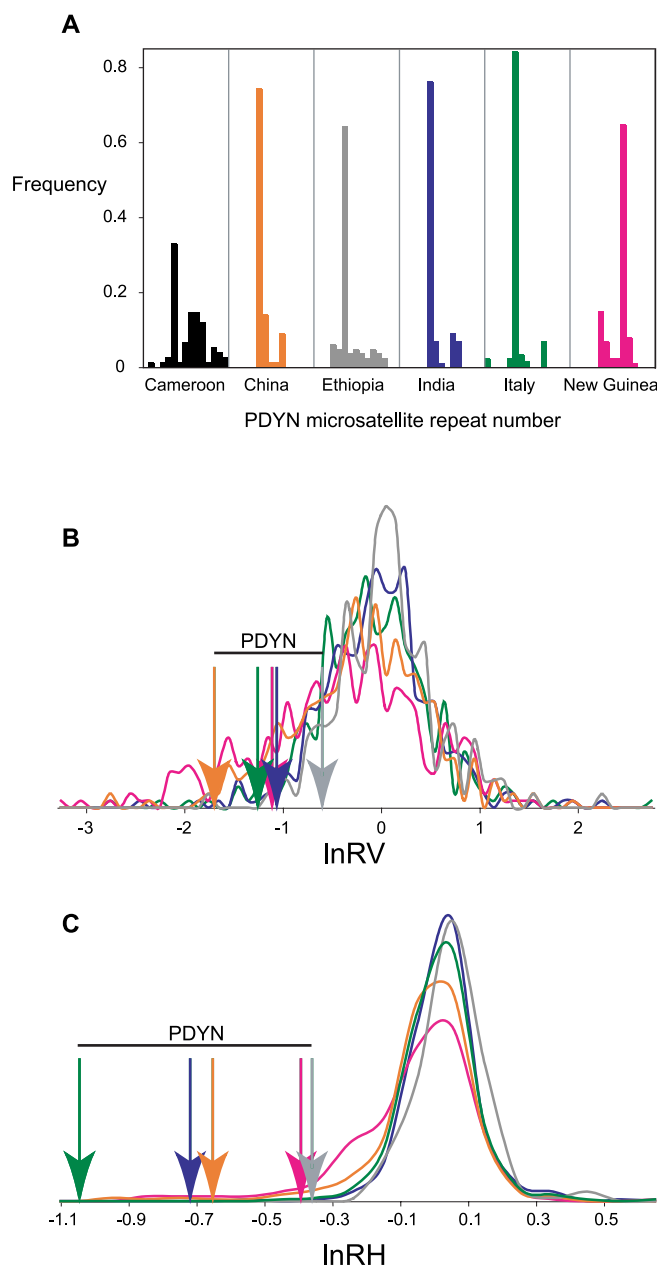 A
0.8
0.6
Frequency
0.4
0.2
0
Cameroon China Ethiopia India Italy New Guinea
PDYN microsatellite repeat number
B
PDYN
-3 -2 -1 0 1 2
lnRV
C
PDYN
-1.1 -0.9 -0.7 -0.5 -0.3 -0.1 0.1 0.3 0.5
lnRH